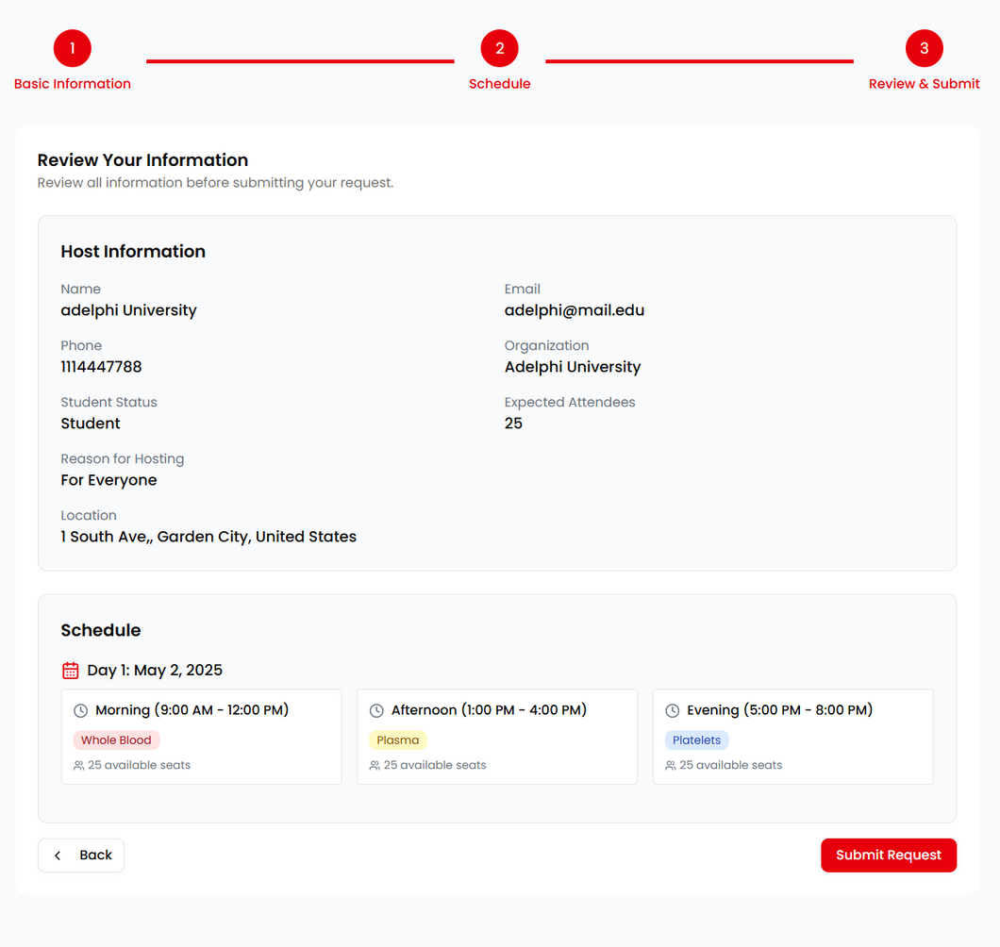 1
2
3
Basic Information
Schedule
Review & Submit
Review Your Information
Review all information before submitting your request.
Host Information
Name
adelphi University
Email
adelphi@mail.edu
Phone
1114447788
Organization
Adelphi University
Student Status
Student
Expected Attendees
25
Reason for Hosting
For Everyone
Location
1 South Ave,, Garden City, United States
Schedule
Day 1: May 2, 2025
Morning (9:00 AM - 12:00 PM)
Whole Blood
25 available seats
Afternoon (1:00 PM - 4:00 PM)
Plasma
25 available seats
Evening (5:00 PM - 8:00 PM)
Platelets
25 available seats
Back
Submit Request